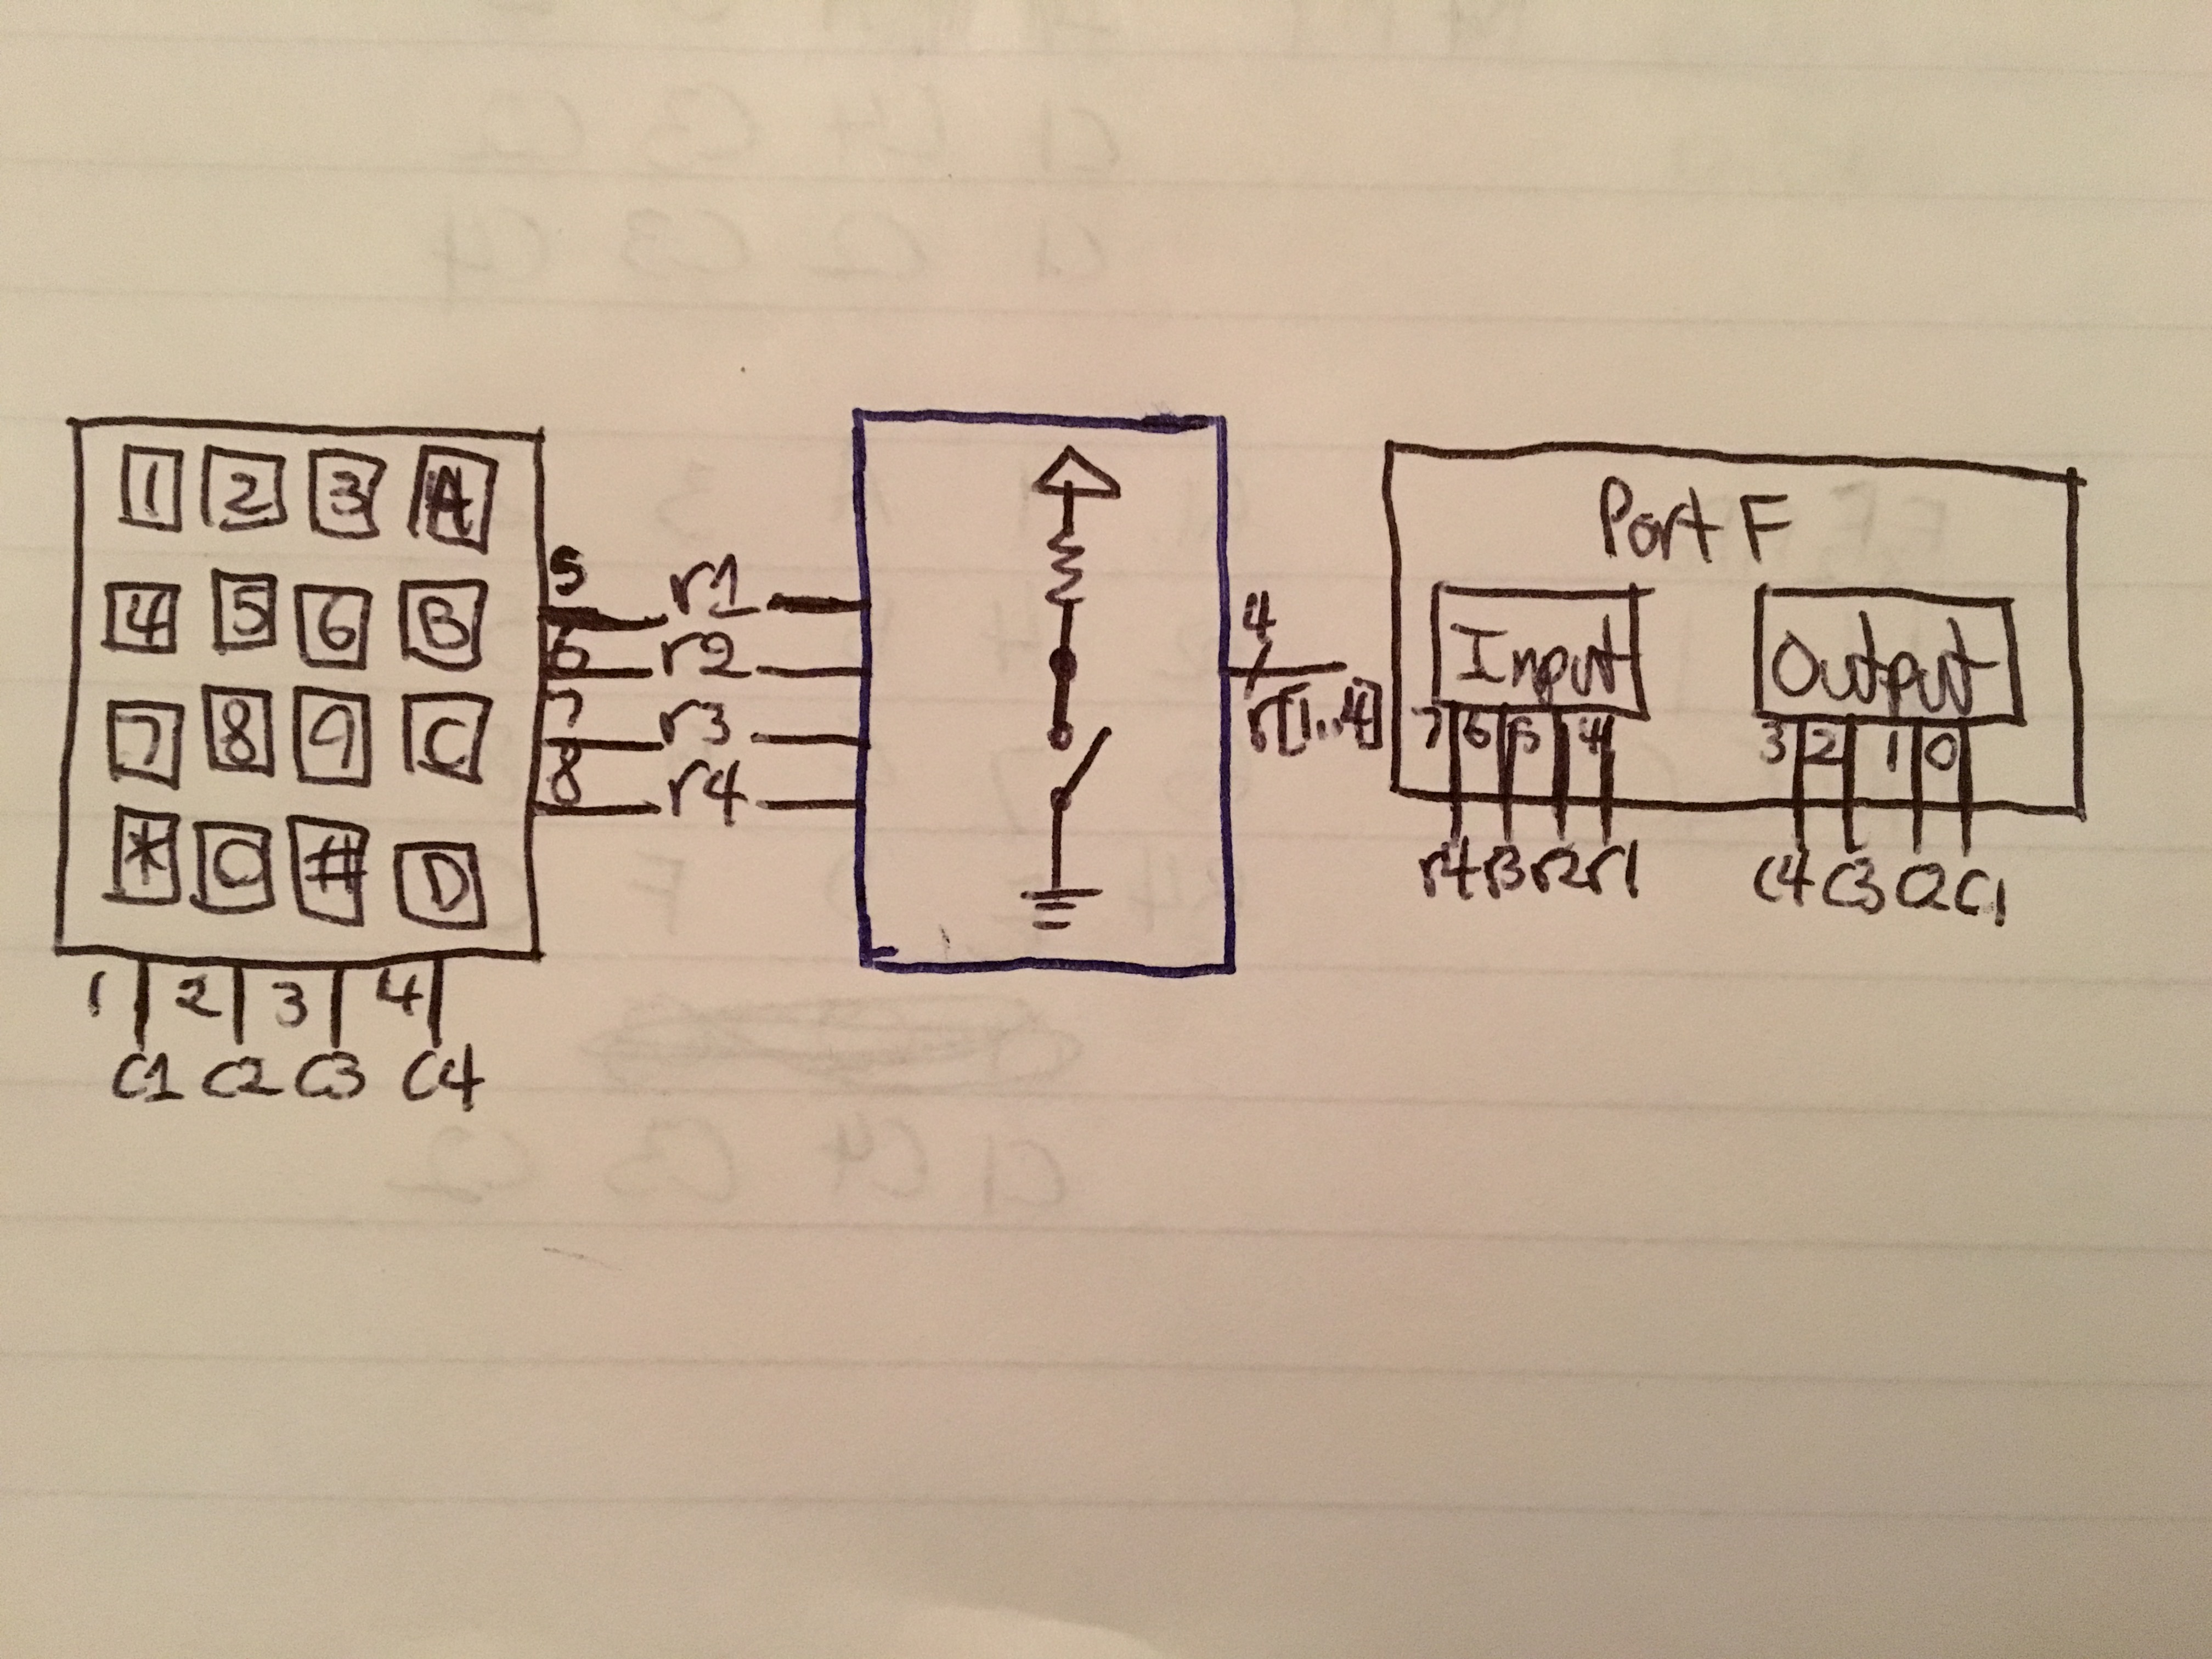 1 2 3 A
4 5 6 B
7 8 9 C
* 0 # D
5 r1
6 r2
7 r3
8 r4
1 2 3 4
C1 C2 C3 C4
4
r[1..4]
Port F
Input
7 6 5 4
r4 r3 r2 r1
Output
3 2 1 0
C4 C3 C2 C1